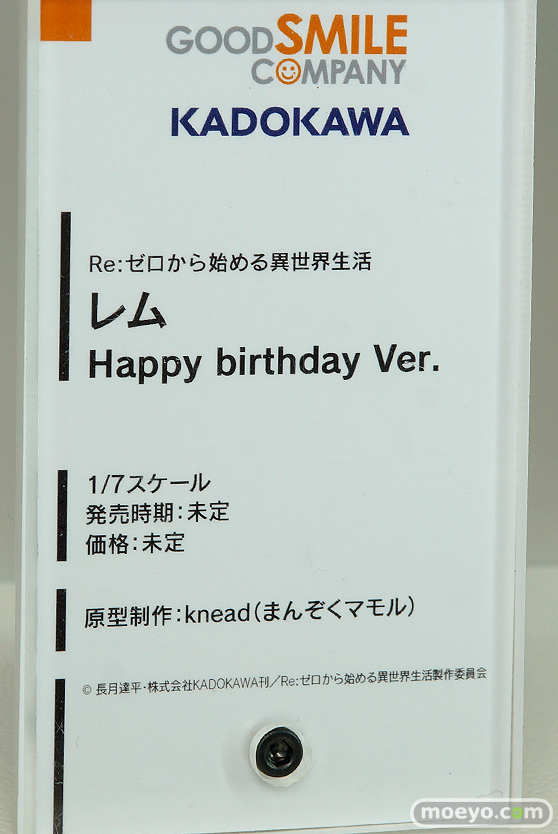 GOOD SMILE
COMPANY
KADOKAWA
Re:ゼロから始める異世界生活
レム
Happy birthday Ver.
1/7スケール
発売時期:未定
価格:未定
原型制作:knead(まんぞくマモル)
© 長月達平・株式会社KADOKAWA刊/Re:ゼロから始める異世界生活製作委員会
moeyo.com